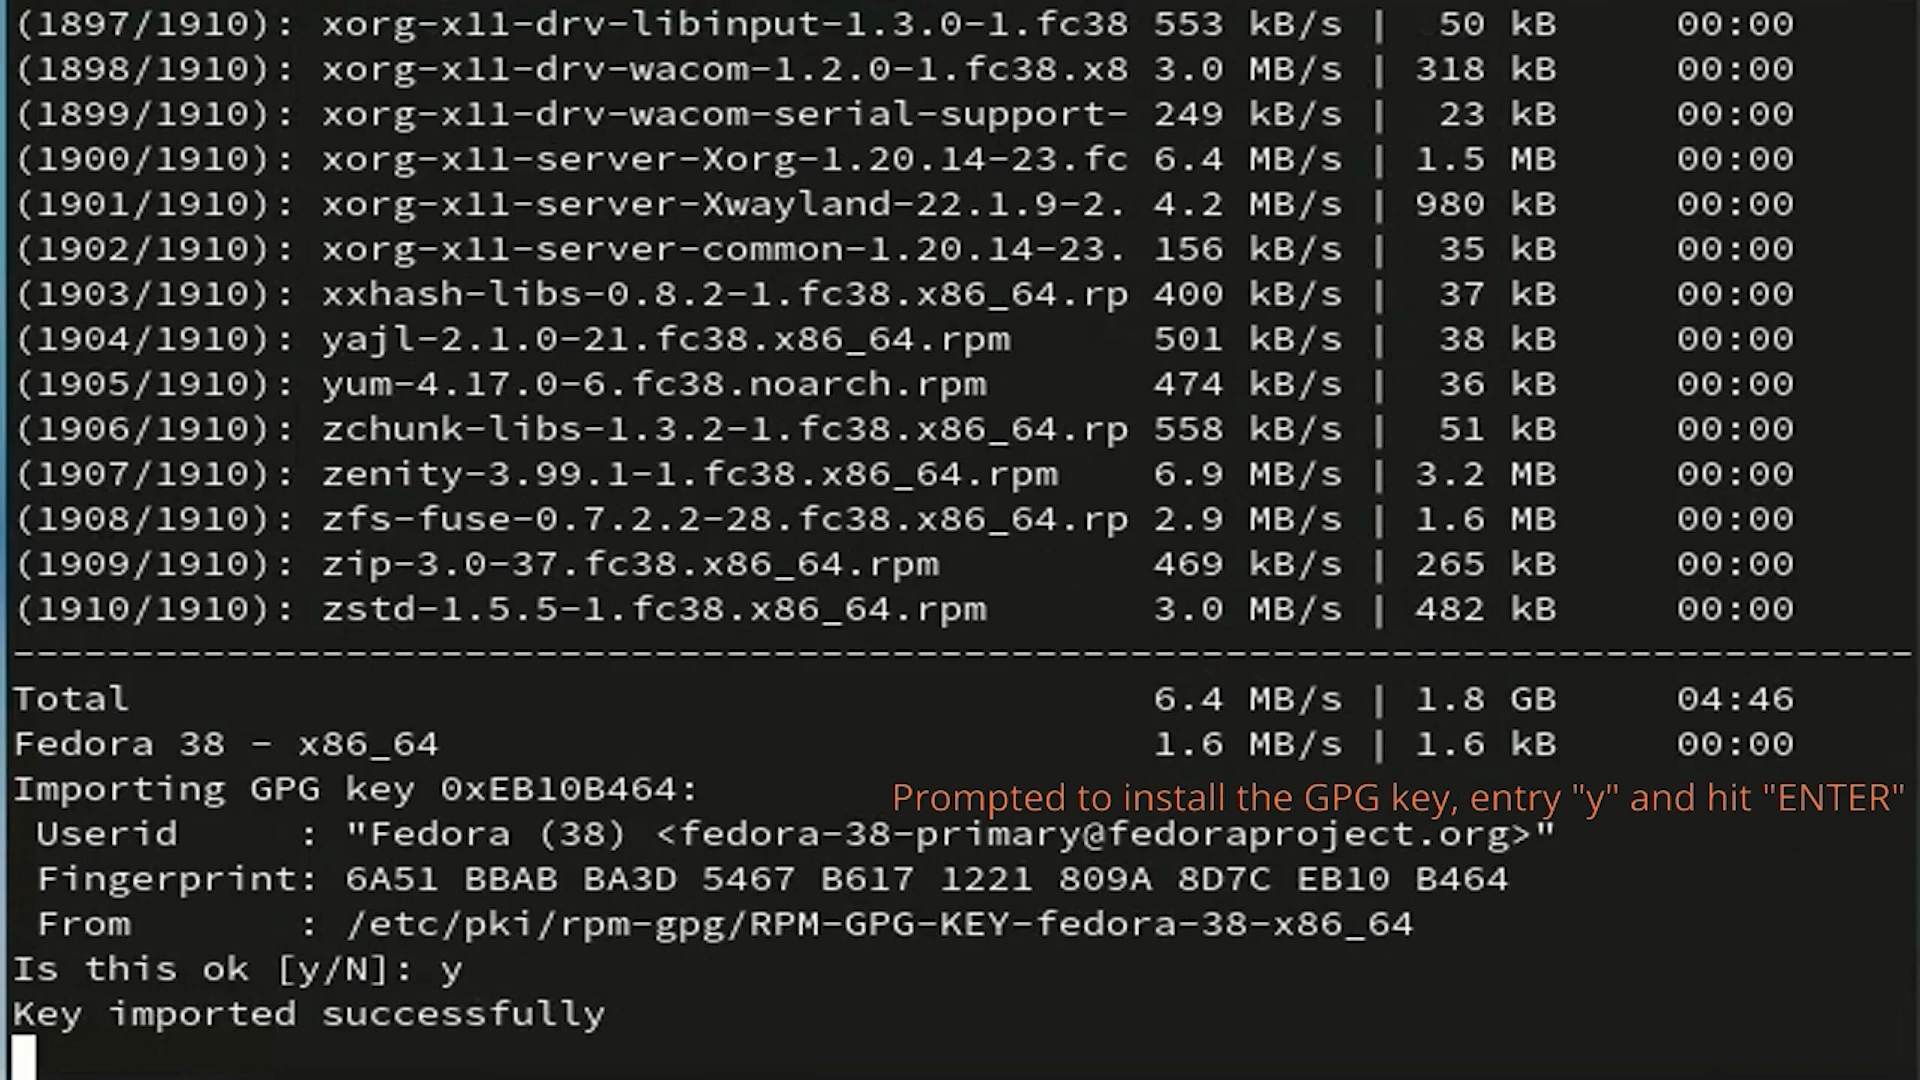 (1897/1910): xorg-x11-drv-libinput-1.3.0-1.fc38 553 kB/s | 50 kB 00:00
(1898/1910): xorg-x11-drv-wacom-1.2.0-1.fc38.x8 3.0 MB/s | 318 kB 00:00
(1899/1910): xorg-x11-drv-wacom-serial-support- 249 kB/s | 23 kB 00:00
(1900/1910): xorg-x11-server-Xorg-1.20.14-23.fc 6.4 MB/s | 1.5 MB 00:00
(1901/1910): xorg-x11-server-Xwayland-22.1.9-2. 4.2 MB/s | 980 kB 00:00
(1902/1910): xorg-x11-server-common-1.20.14-23. 156 kB/s | 35 kB 00:00
(1903/1910): xxhash-libs-0.8.2-1.fc38.x86_64.rp 400 kB/s | 37 kB 00:00
(1904/1910): yajl-2.1.0-21.fc38.x86_64.rpm 501 kB/s | 38 kB 00:00
(1905/1910): yum-4.17.0-6.fc38.noarch.rpm 474 kB/s | 36 kB 00:00
(1906/1910): zchunk-libs-1.3.2-1.fc38.x86_64.rp 558 kB/s | 51 kB 00:00
(1907/1910): zenity-3.99.1-1.fc38.x86_64.rpm 6.9 MB/s | 3.2 MB 00:00
(1908/1910): zfs-fuse-0.7.2.2-28.fc38.x86_64.rp 2.9 MB/s | 1.6 MB 00:00
(1909/1910): zip-3.0-37.fc38.x86_64.rpm 469 kB/s | 265 kB 00:00
(1910/1910): zstd-1.5.5-1.fc38.x86_64.rpm 3.0 MB/s | 482 kB 00:00
--------------------------------------------------------------------------------
Total 6.4 MB/s | 1.8 GB 04:46
Fedora 38 - x86_64 1.6 MB/s | 1.6 kB 00:00
Importing GPG key 0xEB10B464:
Prompted to install the GPG key, entry "y" and hit "ENTER"
Userid : "Fedora (38) <fedora-38-primary@fedoraproject.org>"
Fingerprint: 6A51 BBAB BA3D 5467 B617 1221 809A 8D7C EB10 B464
From : /etc/pki/rpm-gpg/RPM-GPG-KEY-fedora-38-x86_64
Is this ok [y/N]: y
Key imported successfully